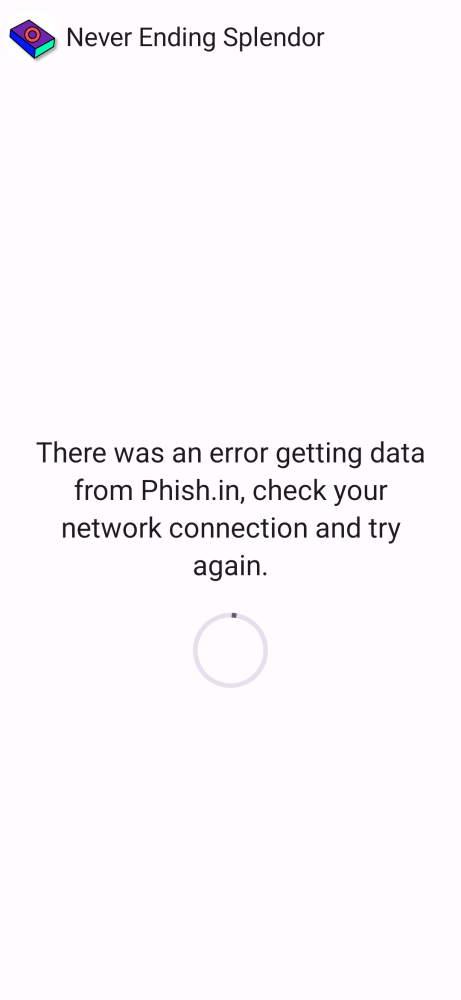 Never Ending Splendor
There was an error getting data
from Phish.in, check your
network connection and try
again.